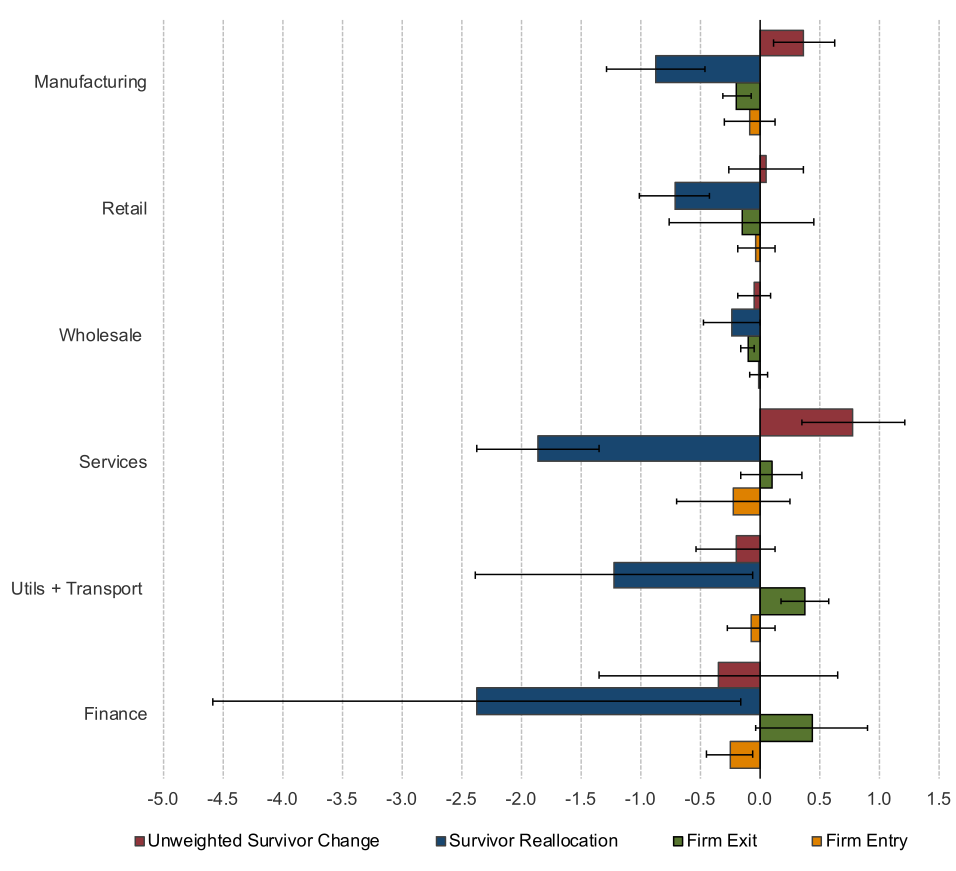 Manufacturing
Retail
Wholesale
Services
Utils + Transport
Finance
-5.0 -4.5 -4.0 -3.5 -3.0 -2.5 -2.0 -1.5 -1.0 -0.5 0.0 0.5 1.0 1.5
Unweighted Survivor Change Survivor Reallocation Firm Exit Firm Entry